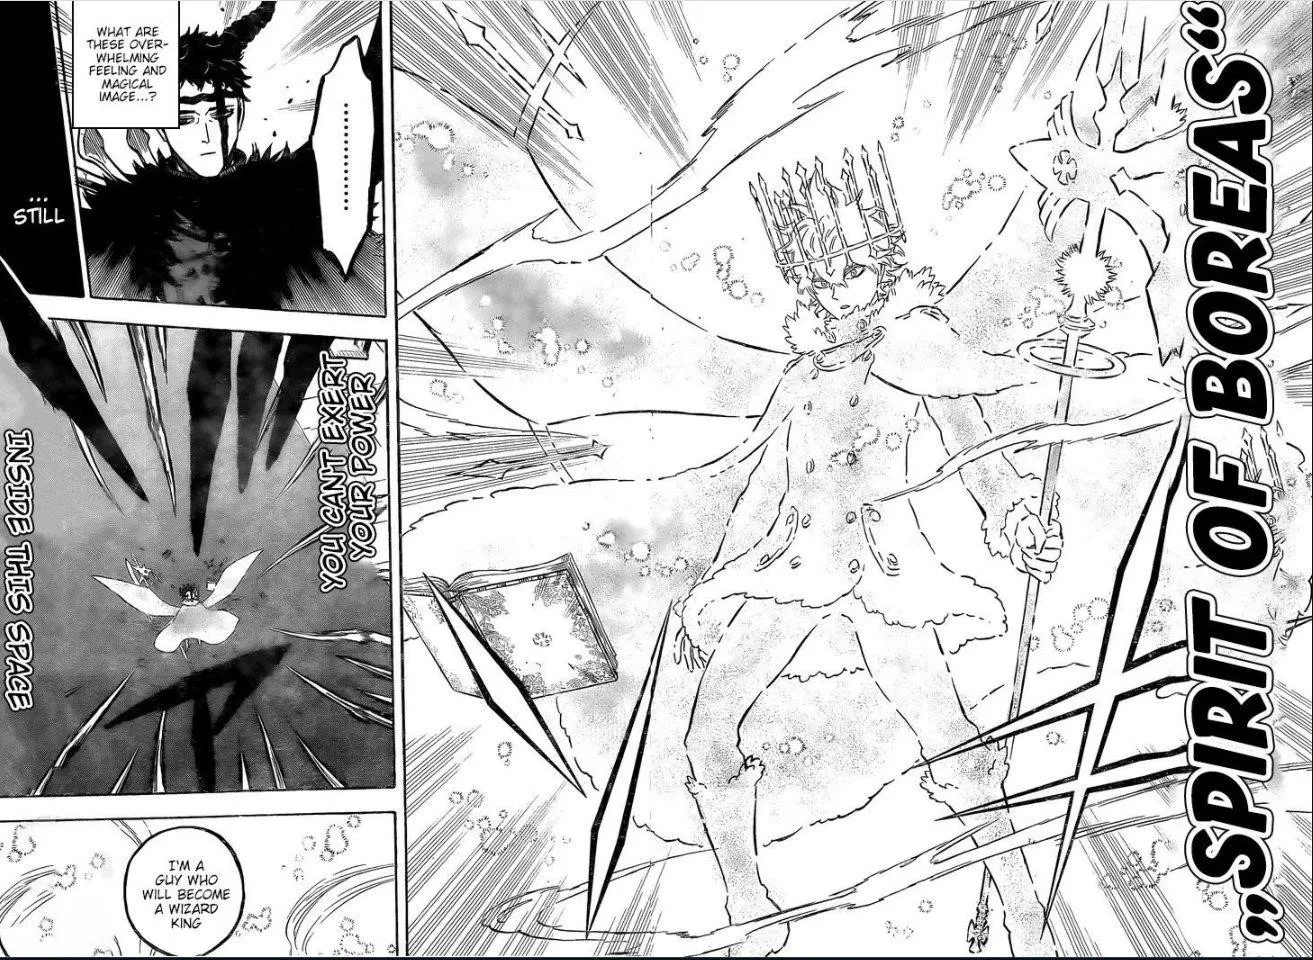 „SPIRIT OF BOREAS“
............
WHAT ARE
THESE OVER-
WHELMING
FEELING AND
MAGICAL
IMAGE...?
...
STILL
YOU CAN'T EXERT
YOUR POWER
INSIDE THIS SPACE
I'M A
GUY WHO
WILL BECOME
A WIZARD
KING